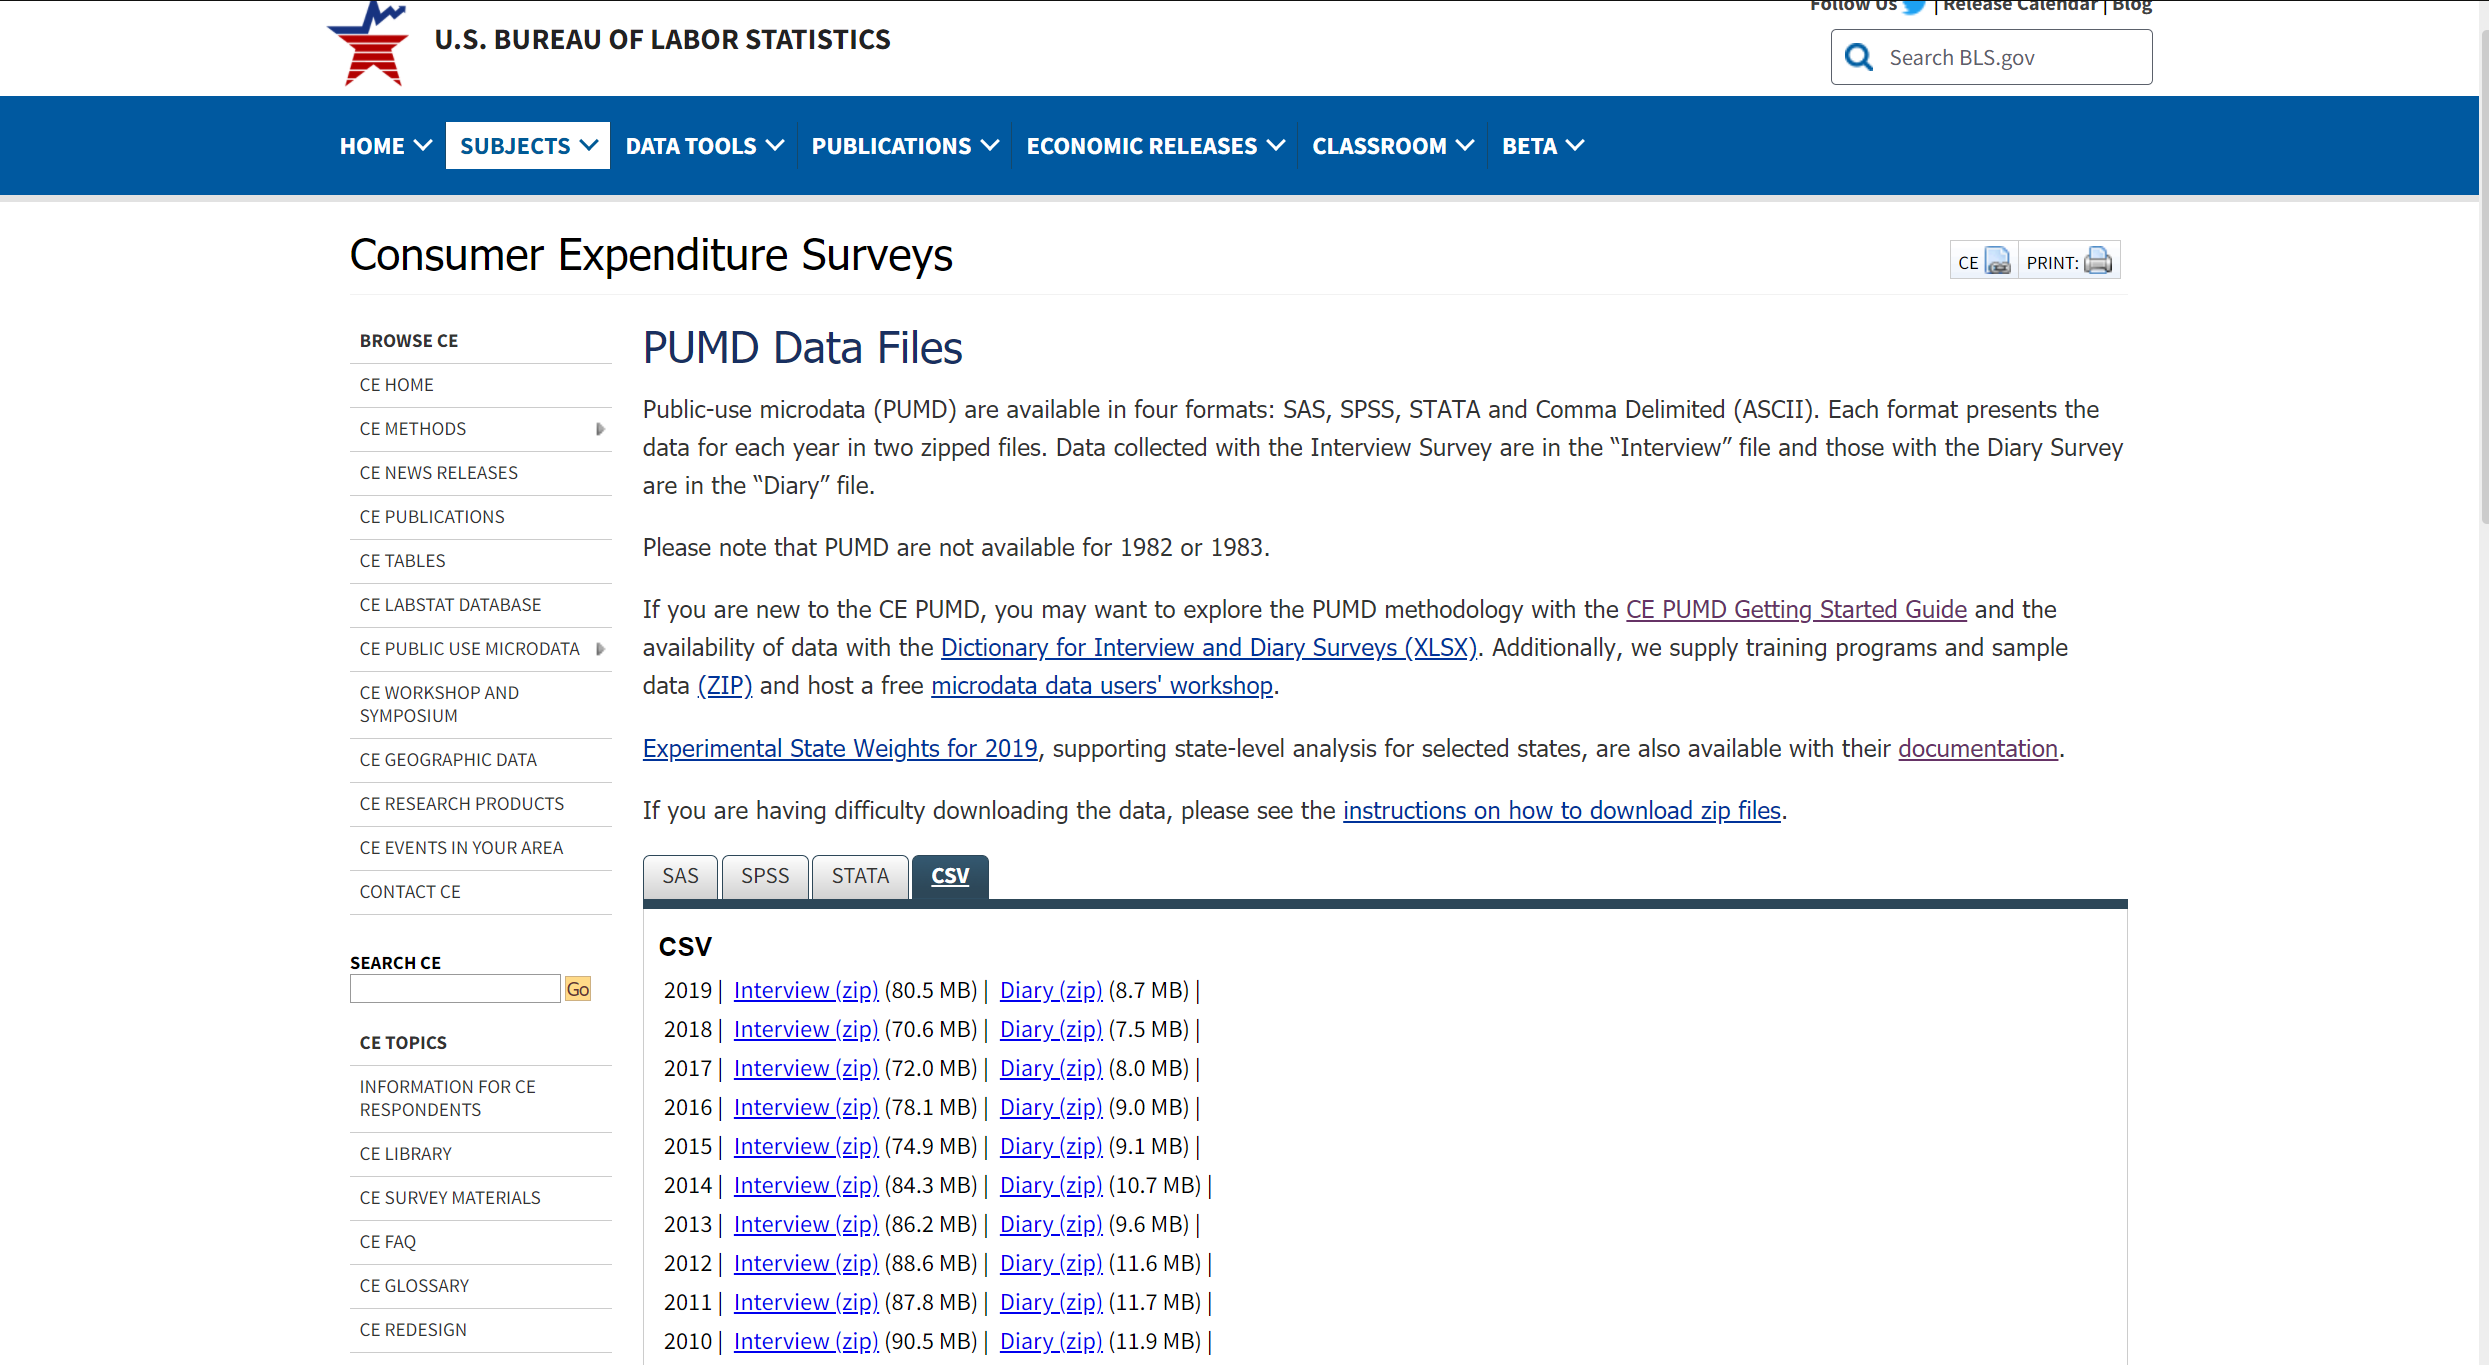 Follow Us | Release Calendar | Blog
U.S. BUREAU OF LABOR STATISTICS
Search BLS.gov
HOME SUBJECTS DATA TOOLS PUBLICATIONS ECONOMIC RELEASES CLASSROOM BETA
Consumer Expenditure Surveys
CE PRINT:
BROWSE CE
CE HOME
CE METHODS
CE NEWS RELEASES
CE PUBLICATIONS
CE TABLES
CE LABSTAT DATABASE
CE PUBLIC USE MICRODATA
CE WORKSHOP AND
SYMPOSIUM
CE GEOGRAPHIC DATA
CE RESEARCH PRODUCTS
CE EVENTS IN YOUR AREA
CONTACT CE
SEARCH CE
Go
CE TOPICS
INFORMATION FOR CE
RESPONDENTS
CE LIBRARY
CE SURVEY MATERIALS
CE FAQ
CE GLOSSARY
CE REDESIGN
PUMD Data Files
Public-use microdata (PUMD) are available in four formats: SAS, SPSS, STATA and Comma Delimited (ASCII). Each format presents the
data for each year in two zipped files. Data collected with the Interview Survey are in the “Interview” file and those with the Diary Survey
are in the “Diary” file.
Please note that PUMD are not available for 1982 or 1983.
If you are new to the CE PUMD, you may want to explore the PUMD methodology with the CE PUMD Getting Started Guide and the
availability of data with the Dictionary for Interview and Diary Surveys (XLSX). Additionally, we supply training programs and sample
data (ZIP) and host a free microdata data users' workshop.
Experimental State Weights for 2019, supporting state-level analysis for selected states, are also available with their documentation.
If you are having difficulty downloading the data, please see the instructions on how to download zip files.
SAS SPSS STATA CSV
CSV
2019 | Interview (zip) (80.5 MB) | Diary (zip) (8.7 MB) |
2018 | Interview (zip) (70.6 MB) | Diary (zip) (7.5 MB) |
2017 | Interview (zip) (72.0 MB) | Diary (zip) (8.0 MB) |
2016 | Interview (zip) (78.1 MB) | Diary (zip) (9.0 MB) |
2015 | Interview (zip) (74.9 MB) | Diary (zip) (9.1 MB) |
2014 | Interview (zip) (84.3 MB) | Diary (zip) (10.7 MB) |
2013 | Interview (zip) (86.2 MB) | Diary (zip) (9.6 MB) |
2012 | Interview (zip) (88.6 MB) | Diary (zip) (11.6 MB) |
2011 | Interview (zip) (87.8 MB) | Diary (zip) (11.7 MB) |
2010 | Interview (zip) (90.5 MB) | Diary (zip) (11.9 MB) |